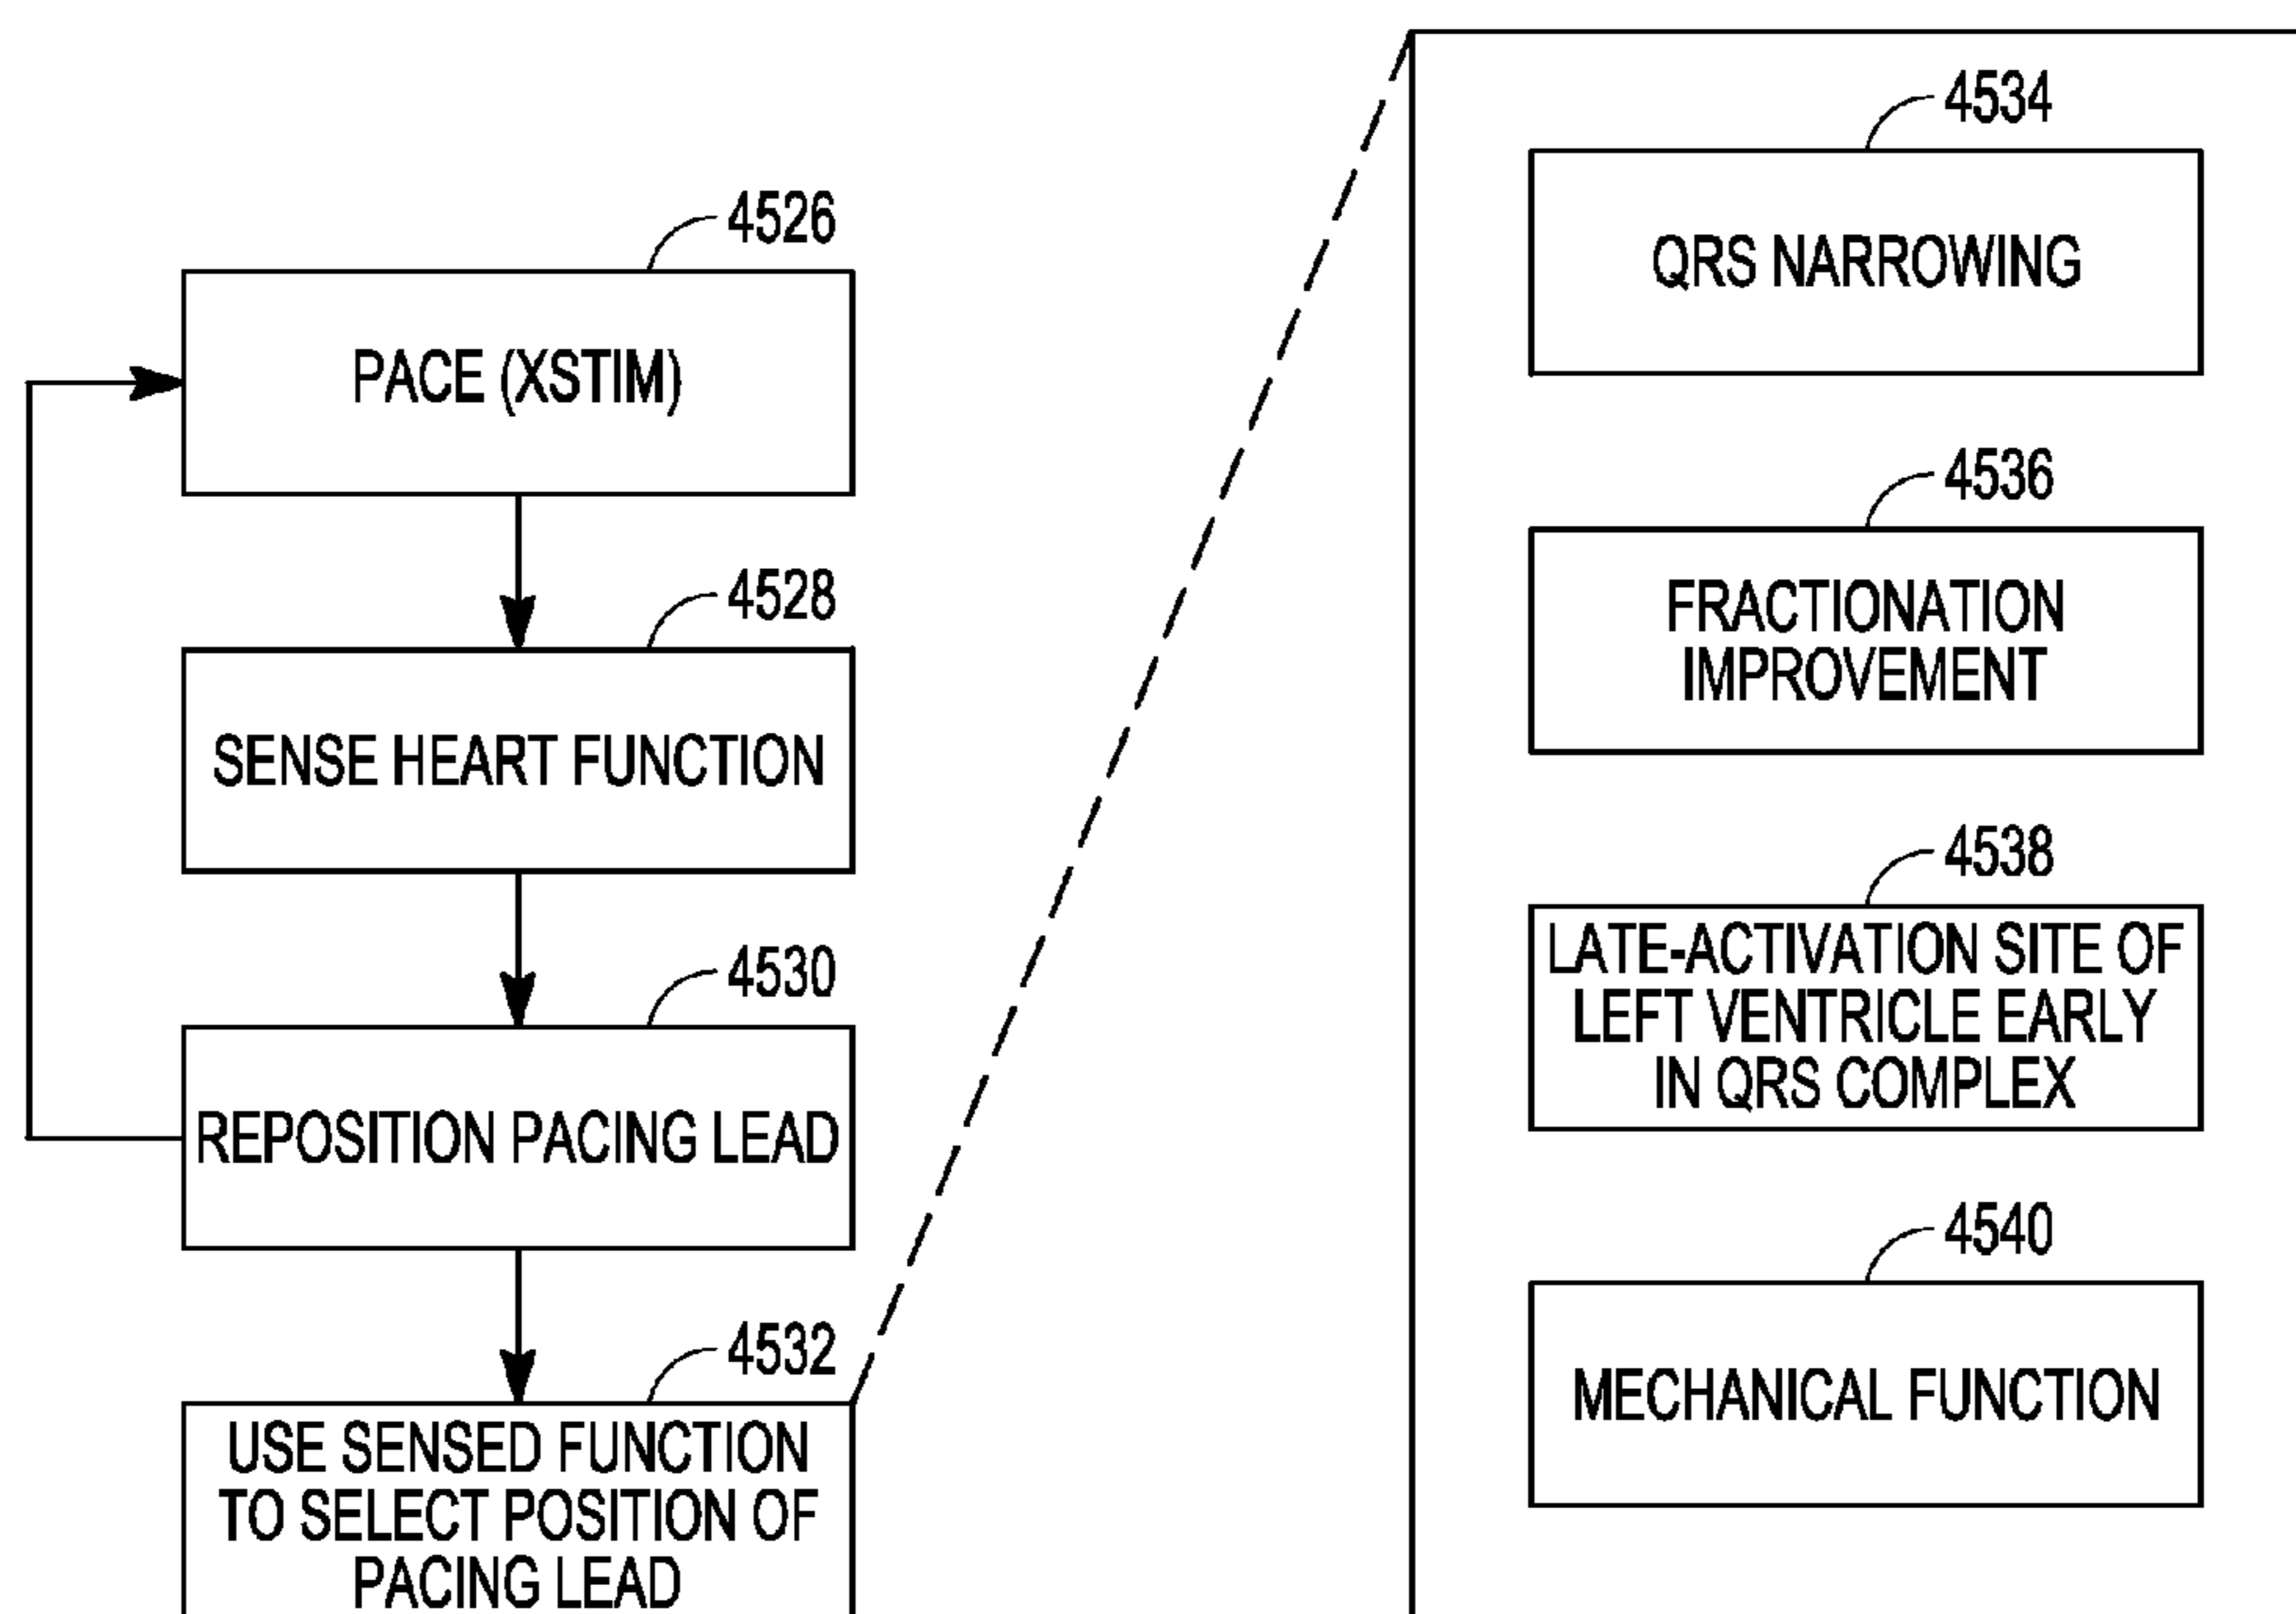 4526
PACE (XSTIM)
4528
SENSE HEART FUNCTION
4530
REPOSITION PACING LEAD
4532
USE SENSED FUNCTION
TO SELECT POSITION OF
PACING LEAD
4534
QRS NARROWING
4536
FRACTIONATION
IMPROVEMENT
4538
LATE-ACTIVATION SITE OF
LEFT VENTRICLE EARLY
IN QRS COMPLEX
4540
MECHANICAL FUNCTION